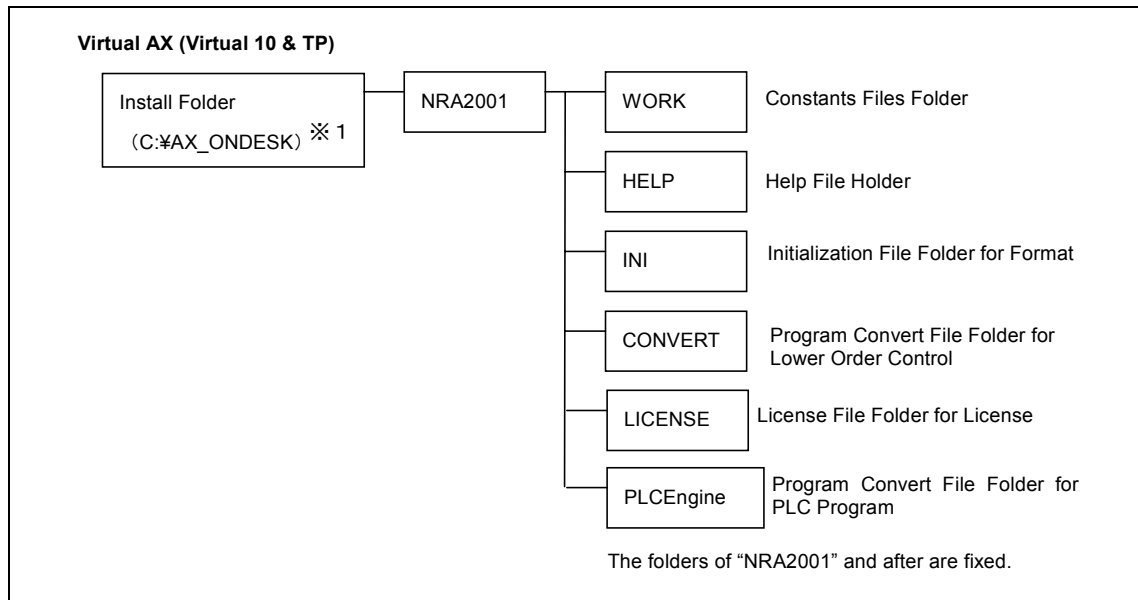 Virtual AX (Virtual 10 & TP)
Install Folder
（C:¥AX_ONDESK）※１
NRA2001
WORK
Constants Files Folder
HELP
Help File Holder
INI
Initialization File Folder for Format
CONVERT
Program Convert File Folder for
Lower Order Control
LICENSE
License File Folder for License
PLCEngine
Program Convert File Folder for
PLC Program
The folders of “NRA2001” and after are fixed.